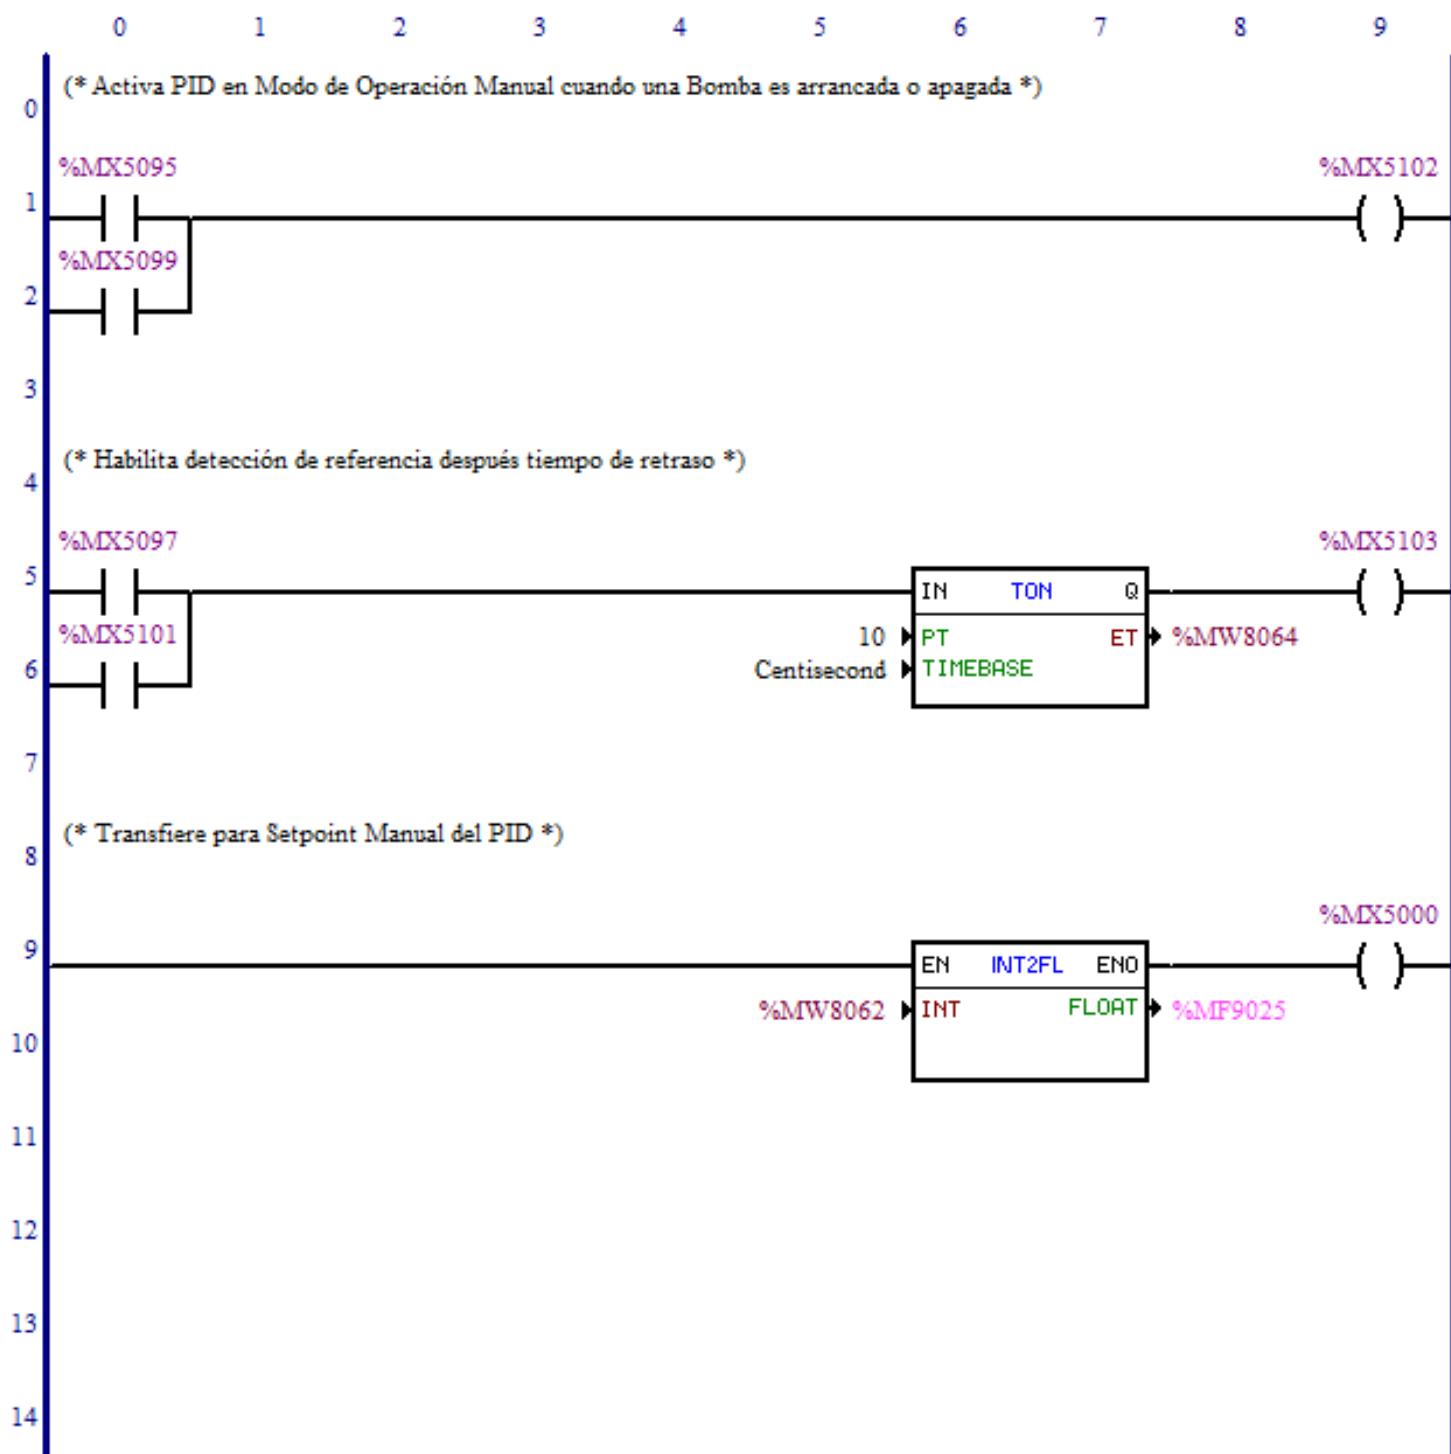 0 1 2 3 4 5 6 7 8 9
(* Activa PID en Modo de Operación Manual cuando una Bomba es arrancada o apagada *)
0
%MX5095 %MX5102
1
%MX5099
2
3
(* Habilita detección de referencia después tiempo de retraso *)
4
%MX5097 %MX5103
5
IN TON Q
%MX5101 10 PT ET %MW8064
6
Centisecond TIMEBASE
7
(* Transfiere para Setpoint Manual del PID *)
8
%MX5000
9
EN INT2FL ENO
%MW8062 INT FLOAT %MF9025
10
11
12
13
14